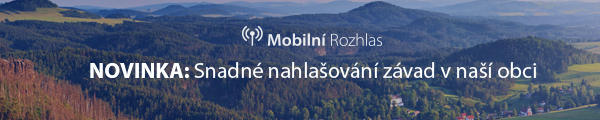 Mobilní Rozhlas
NOVINKA: Snadné nahlašování závad v naší obci